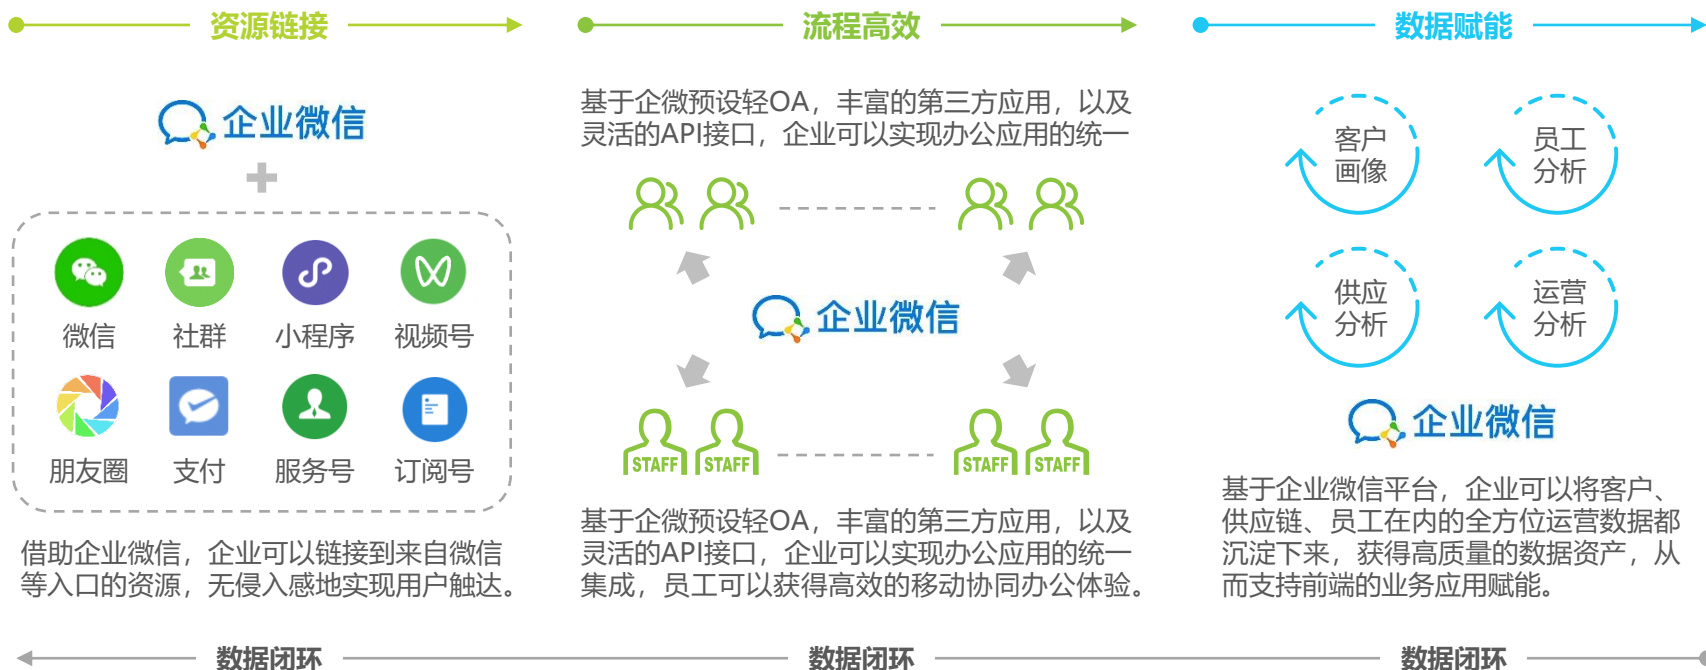 资源链接
企业微信
微信
社群
小程序
视频号
朋友圈
支付
服务号
订阅号
借助企业微信，企业可以链接到来自微信
等入口的资源，无侵入感地实现用户触达。
流程高效
基于企微预设轻OA，丰富的第三方应用，以及
灵活的API接口，企业可以实现办公应用的统一
企业微信
STAFF
STAFF
STAFF
STAFF
基于企微预设轻OA，丰富的第三方应用，以及
灵活的API接口，企业可以实现办公应用的统一
集成，员工可以获得高效的移动协同办公体验。
数据赋能
客户
画像
员工
分析
供应
分析
运营
分析
企业微信
基于企业微信平台，企业可以将客户、
供应链、员工在内的全方位运营数据都
沉淀下来，获得高质量的数据资产，从
而支持前端的业务应用赋能。
数据闭环
数据闭环
数据闭环